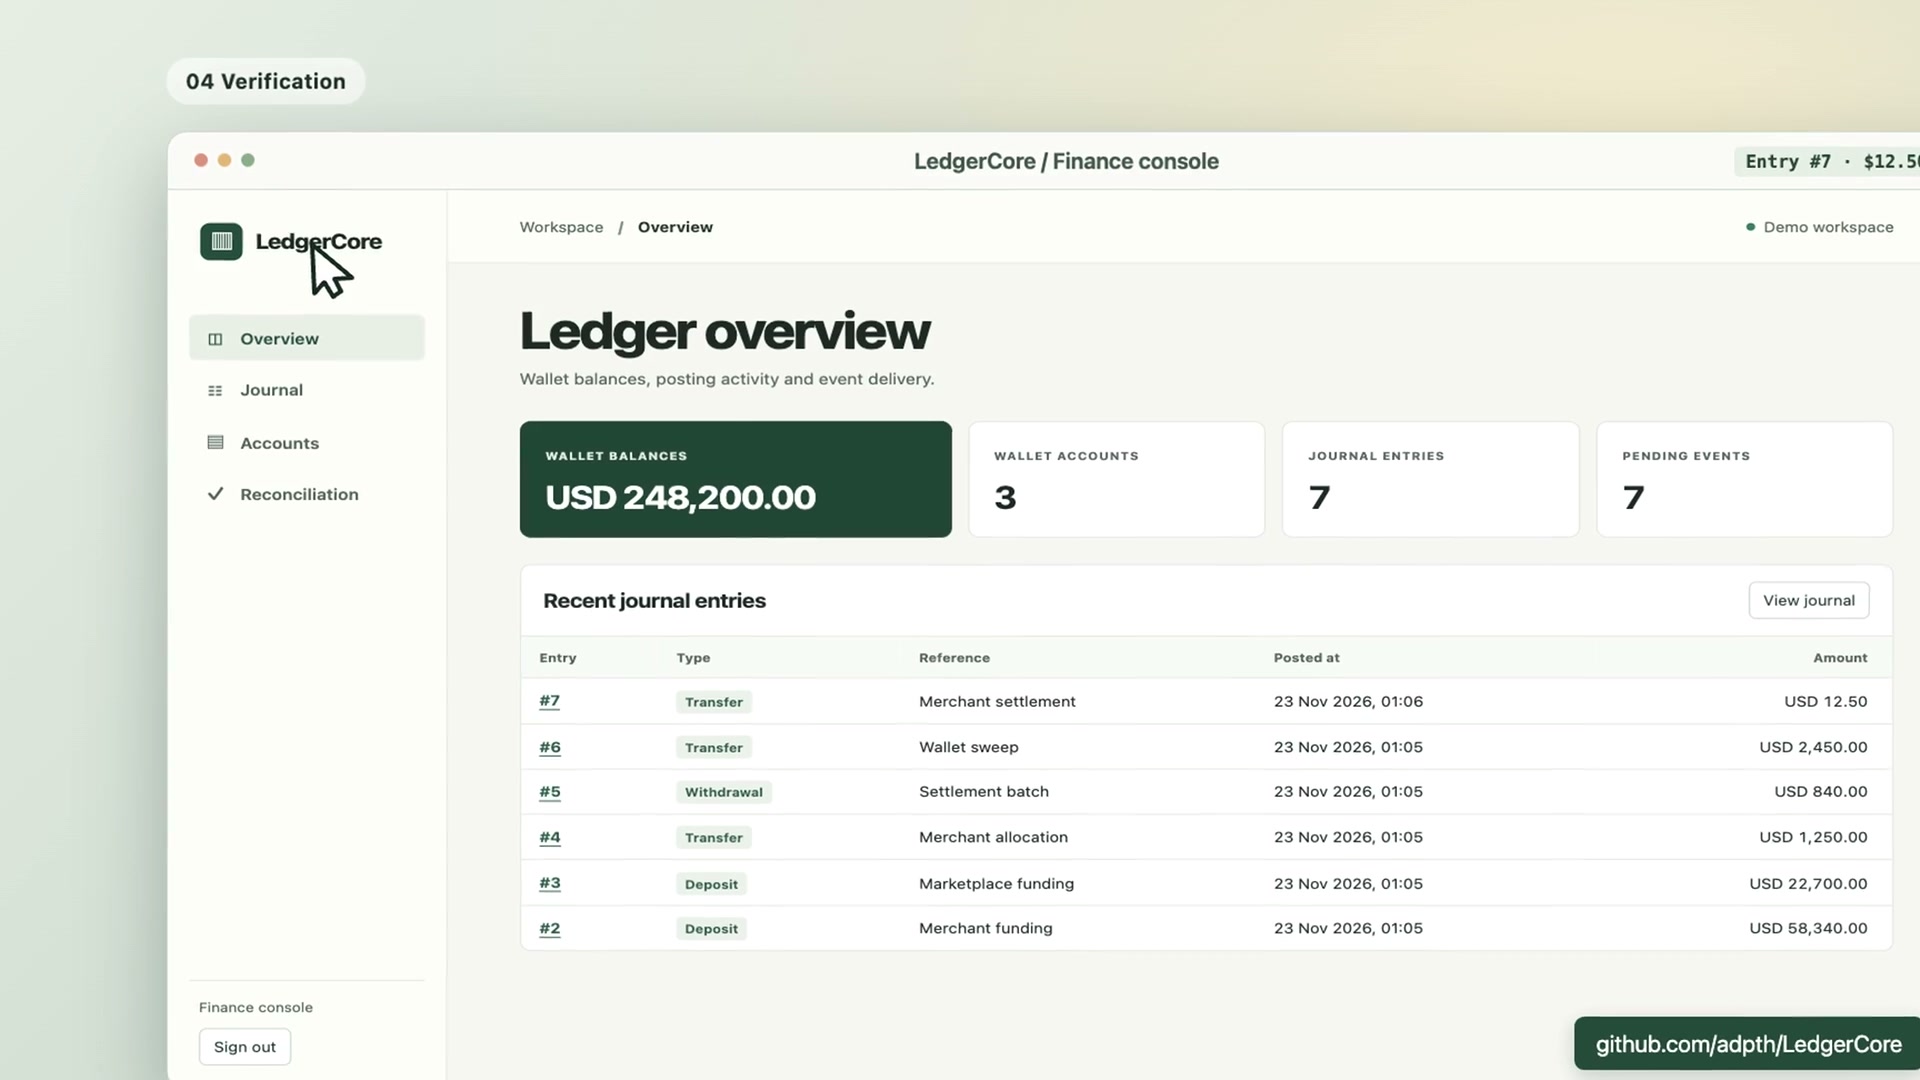 04 Verification
LedgerCore / Finance console
Entry #7 · $12.50
LedgerCore
Workspace / Overview
Demo workspace
Overview
Journal
Accounts
Reconciliation
Ledger overview
Wallet balances, posting activity and event delivery.
WALLET BALANCES
USD 248,200.00
WALLET ACCOUNTS
3
JOURNAL ENTRIES
7
PENDING EVENTS
7
Recent journal entries
View journal
Entry Type Reference Posted at Amount
#7 Transfer Merchant settlement 23 Nov 2026, 01:06 USD 12.50
#6 Transfer Wallet sweep 23 Nov 2026, 01:05 USD 2,450.00
#5 Withdrawal Settlement batch 23 Nov 2026, 01:05 USD 840.00
#4 Transfer Merchant allocation 23 Nov 2026, 01:05 USD 1,250.00
#3 Deposit Marketplace funding 23 Nov 2026, 01:05 USD 22,700.00
#2 Deposit Merchant funding 23 Nov 2026, 01:05 USD 58,340.00
Finance console
Sign out
github.com/adpth/LedgerCore